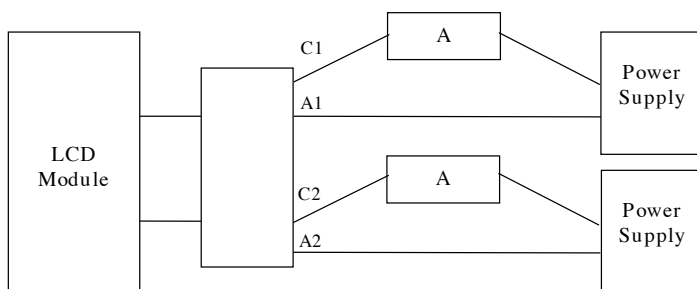 C1
A
Power
Supply
A1
LCD
Module
C2
A
Power
Supply
A2